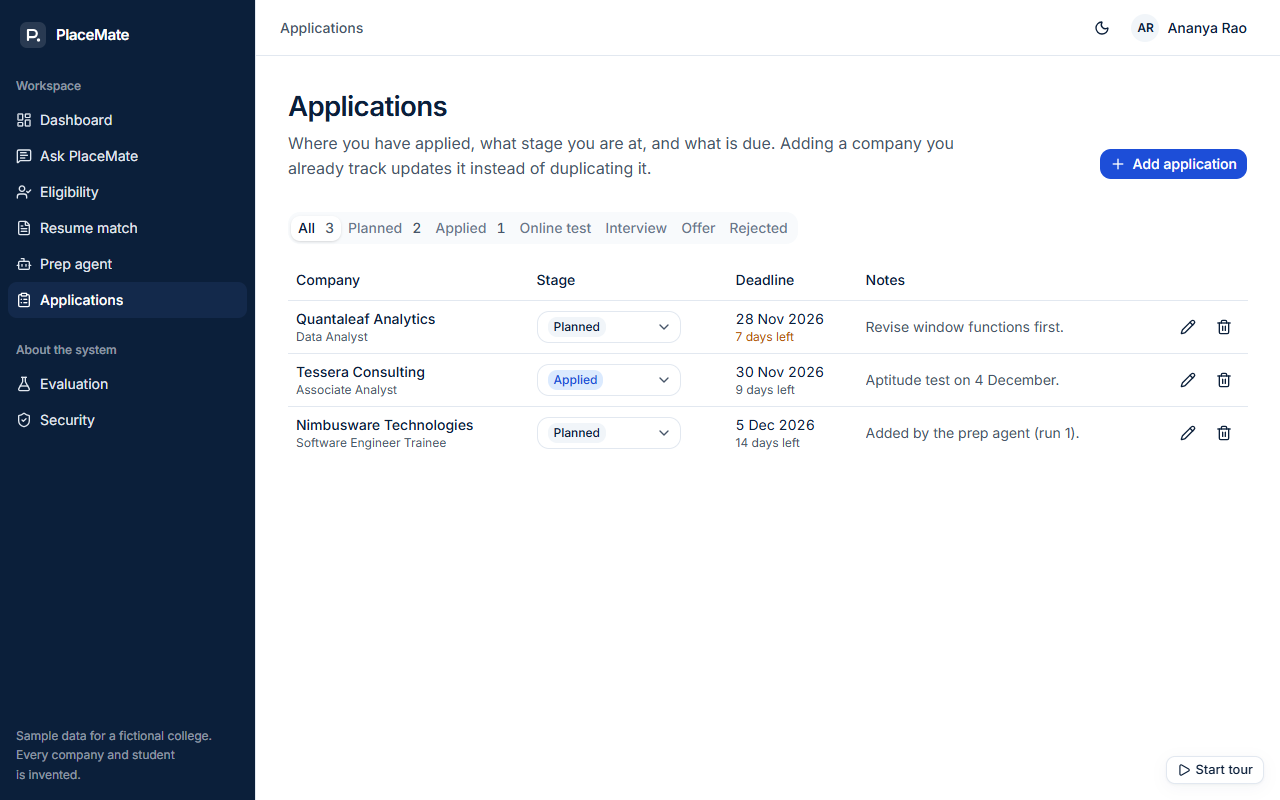 P. PlaceMate
Workspace
Dashboard
Ask PlaceMate
Eligibility
Resume match
Prep agent
Applications
About the system
Evaluation
Security
Sample data for a fictional college.
Every company and student
is invented.
Applications
AR Ananya Rao
Applications
Where you have applied, what stage you are at, and what is due. Adding a company you
already track updates it instead of duplicating it.
+ Add application
All 3 Planned 2 Applied 1 Online test Interview Offer Rejected
Company Stage Deadline Notes
Quantaleaf Analytics Planned 28 Nov 2026 Revise window functions first.
Data Analyst 7 days left
Tessera Consulting Applied 30 Nov 2026 Aptitude test on 4 December.
Associate Analyst 9 days left
Nimbusware Technologies Planned 5 Dec 2026 Added by the prep agent (run 1).
Software Engineer Trainee 14 days left
Start tour